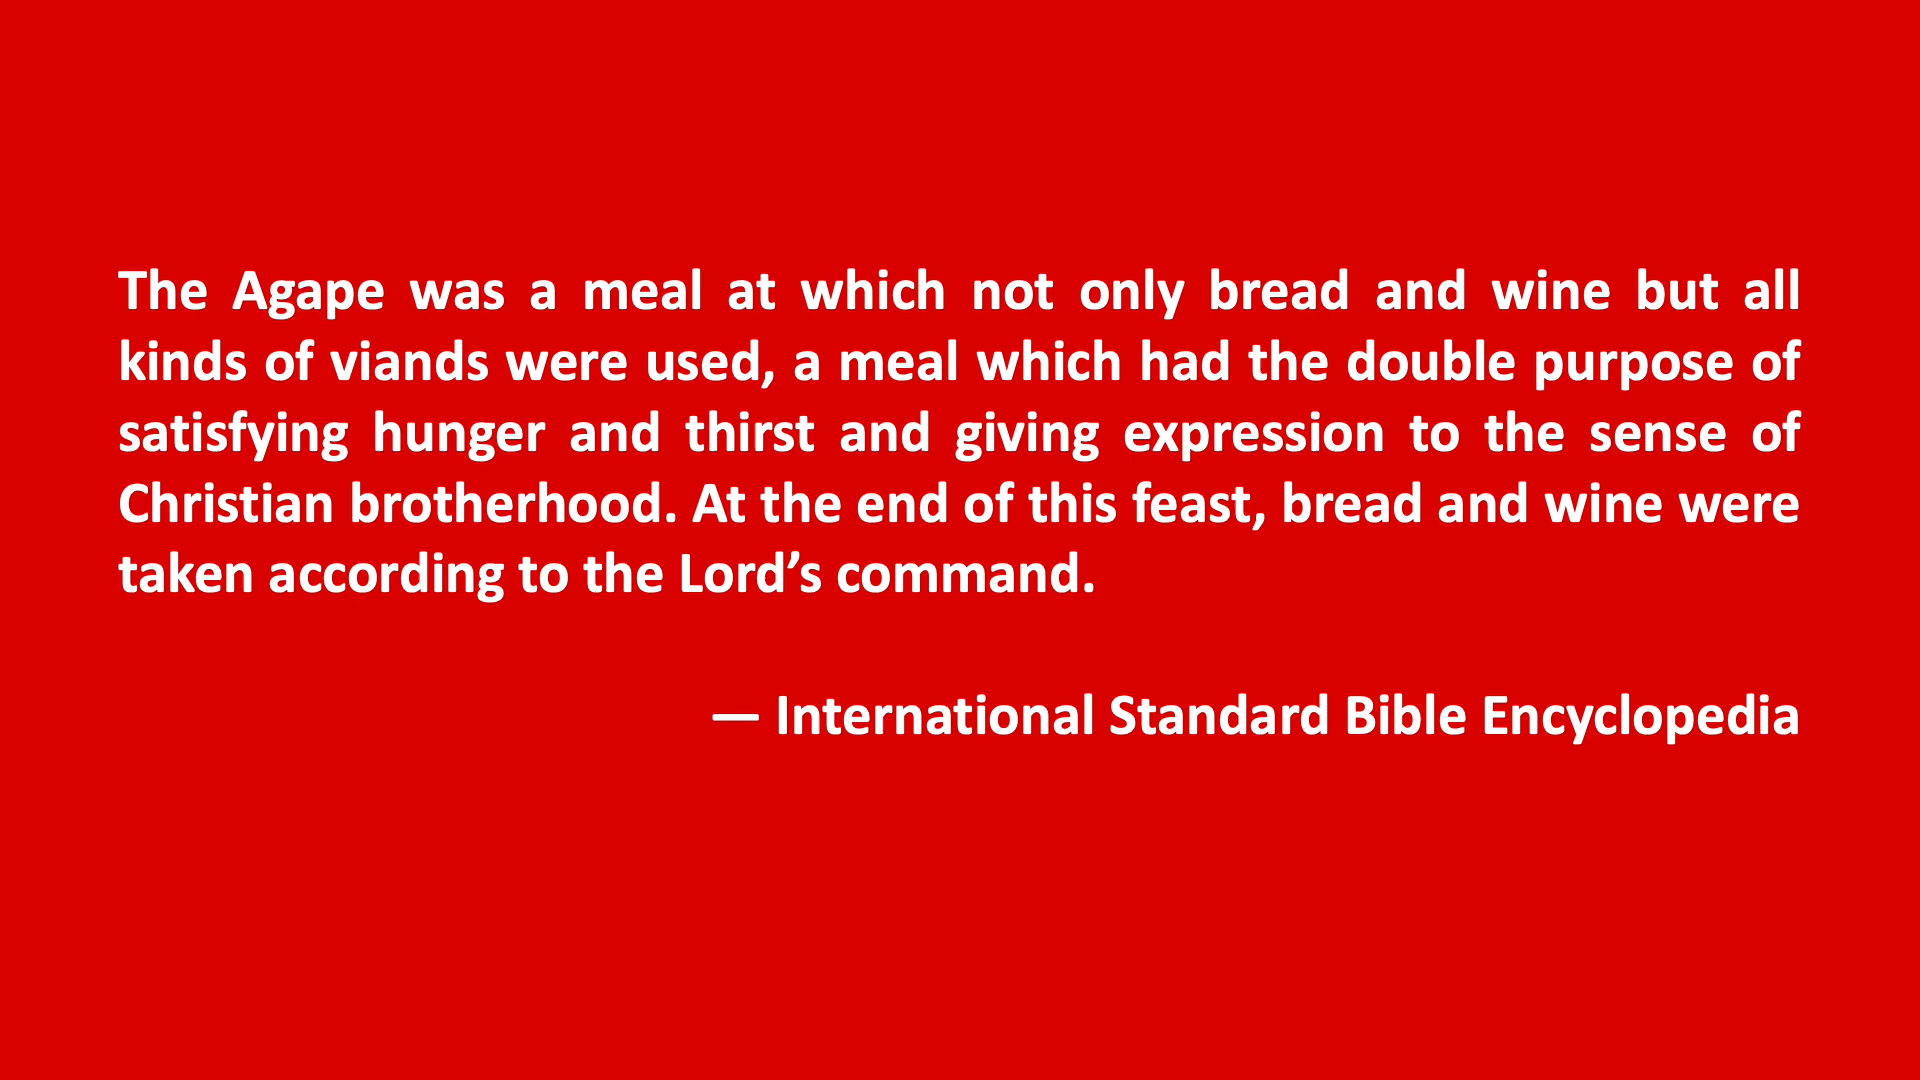 The Agape was a meal at which not only bread and wine but all
kinds of viands were used, a meal which had the double purpose of
satisfying hunger and thirst and giving expression to the sense of
Christian brotherhood. At the end of this feast, bread and wine were
taken according to the Lord’s command.
— International Standard Bible Encyclopedia